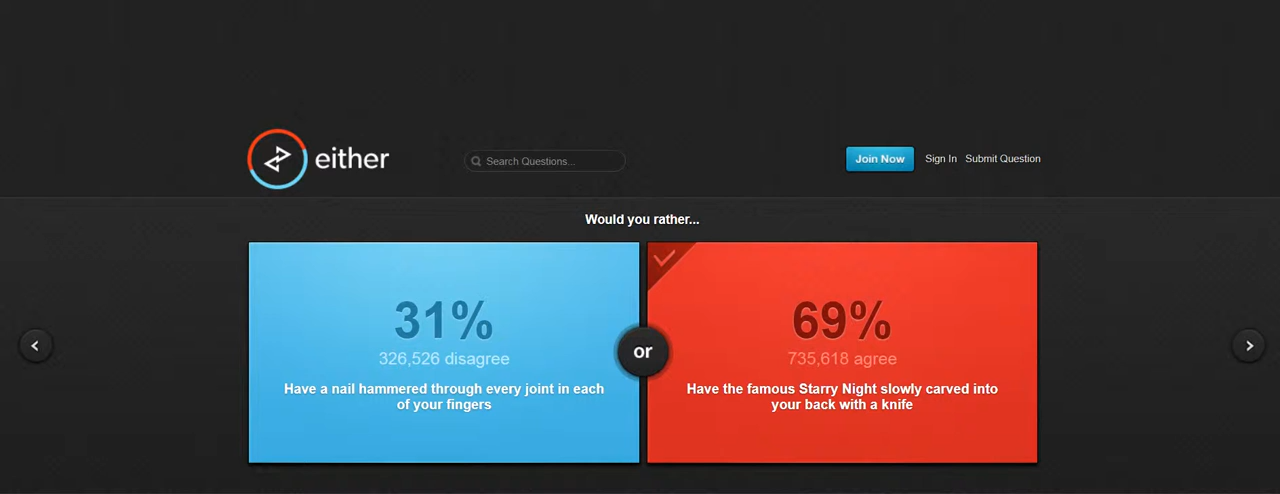 either
Search Questions...
Join Now
Sign In
Submit Question
Would you rather...
31%
326,526 disagree
Have a nail hammered through every joint in each
of your fingers
or
69%
735,618 agree
Have the famous Starry Night slowly carved into
your back with a knife